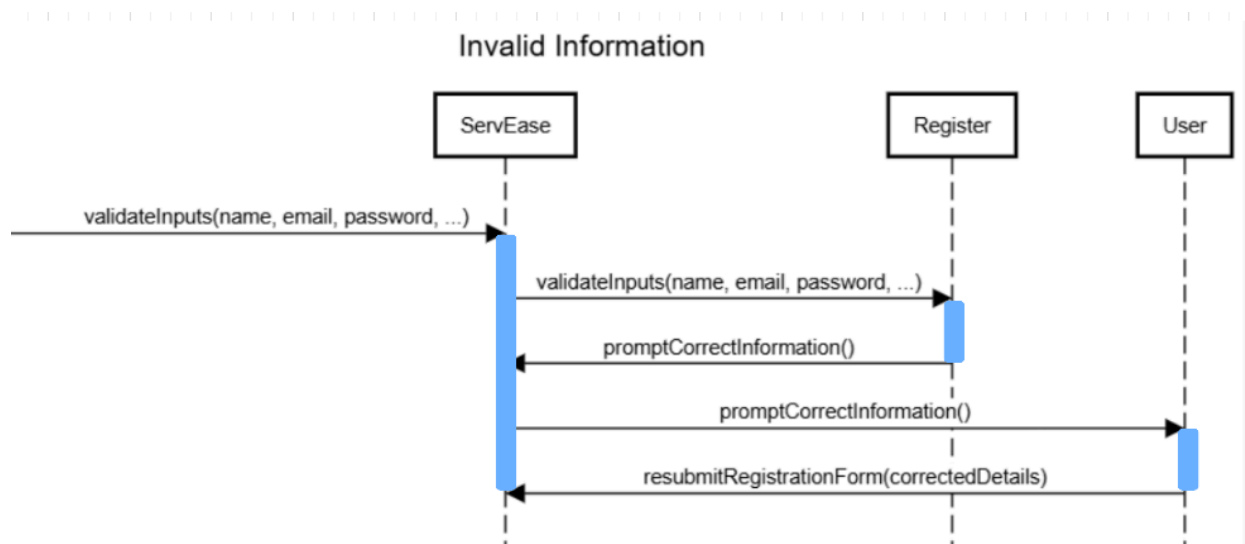 Invalid Information
ServEase
Register
User
validateInputs(name, email, password, ...)
validateInputs(name, email, password, ...)
promptCorrectInformation()
promptCorrectInformation()
resubmitRegistrationForm(correctedDetails)